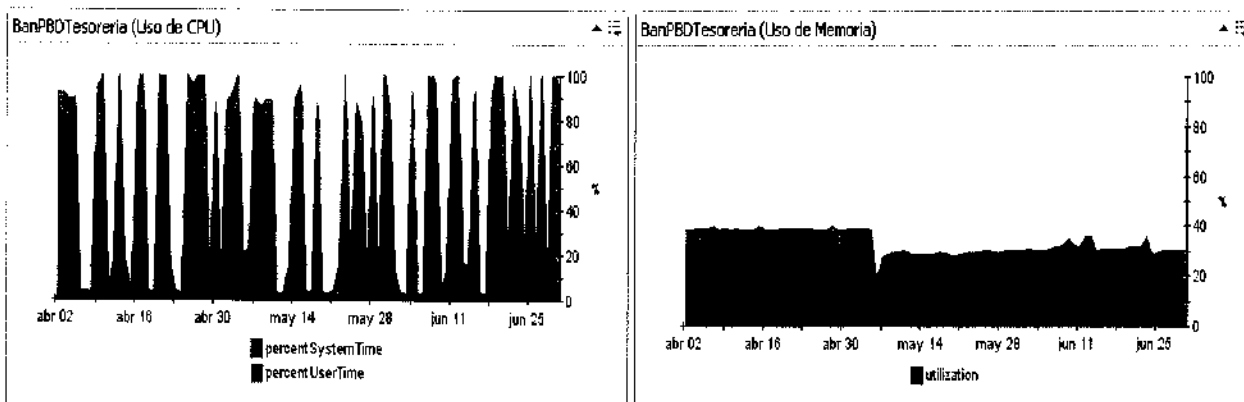 BanPBDTesoreria (Uso de CPU)
100
80
60
%
40
20
0
abr 02 abr 16 abr 30 may 14 may 28 jun 11 jun 25
percentSystemTime
percentUserTime
BanPBDTesoreria (Uso de Memoria)
100
80
60
%
40
20
0
abr 02 abr 16 abr 30 may 14 may 28 jun 11 jun 25
utilization